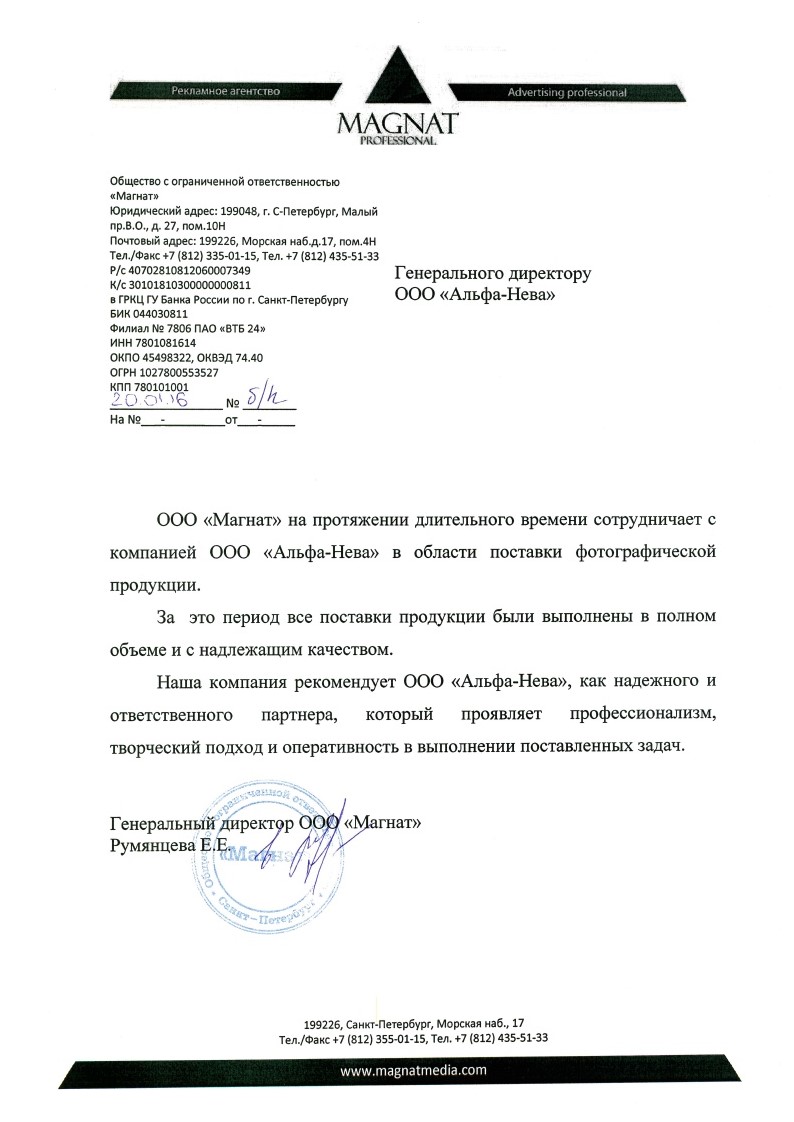 Рекламное агентство
Advertising professional
MAGNAT
PROFESSIONAL
Общество с ограниченной ответственностью
«Магнат»
Юридический адрес: 199048, г. С-Петербург, Малый
пр.В.О., д. 27, пом.10Н
Почтовый адрес: 199226, Морская наб.д.17, пом.4Н
Тел./Факс +7 (812) 335-01-15, Тел. +7 (812) 435-51-33
Р/с 40702810812060007349
К/с 30101810300000000811
в ГРКЦ ГУ Банка России по г. Санкт-Петербургу
БИК 044030811
Филиал № 7806 ПАО «ВТБ 24»
ИНН 7801081614
ОКПО 45498322, ОКВЭД 74.40
ОГРН 1027800553527
КПП 780101001
№ б/н
На № - от -
Генерального директору
ООО «Альфа-Нева»
ООО «Магнат» на протяжении длительного времени сотрудничает с
компанией ООО «Альфа-Нева» в области поставки фотографической
продукции.
За это период все поставки продукции были выполнены в полном
объеме и с надлежащим качеством.
Наша компания рекомендует ООО «Альфа-Нева», как надежного и
ответственного партнера, который проявляет профессионализм,
творческий подход и оперативность в выполнении поставленных задач.
Генеральный директор ООО «Магнат»
Румянцева Е.Е.
«Магнат
Санкт-Петербург
199226, Санкт-Петербург, Морская наб., 17
Тел./Факс +7 (812) 355-01-15, Тел. +7 (812) 435-51-33
www.magnatmedia.com